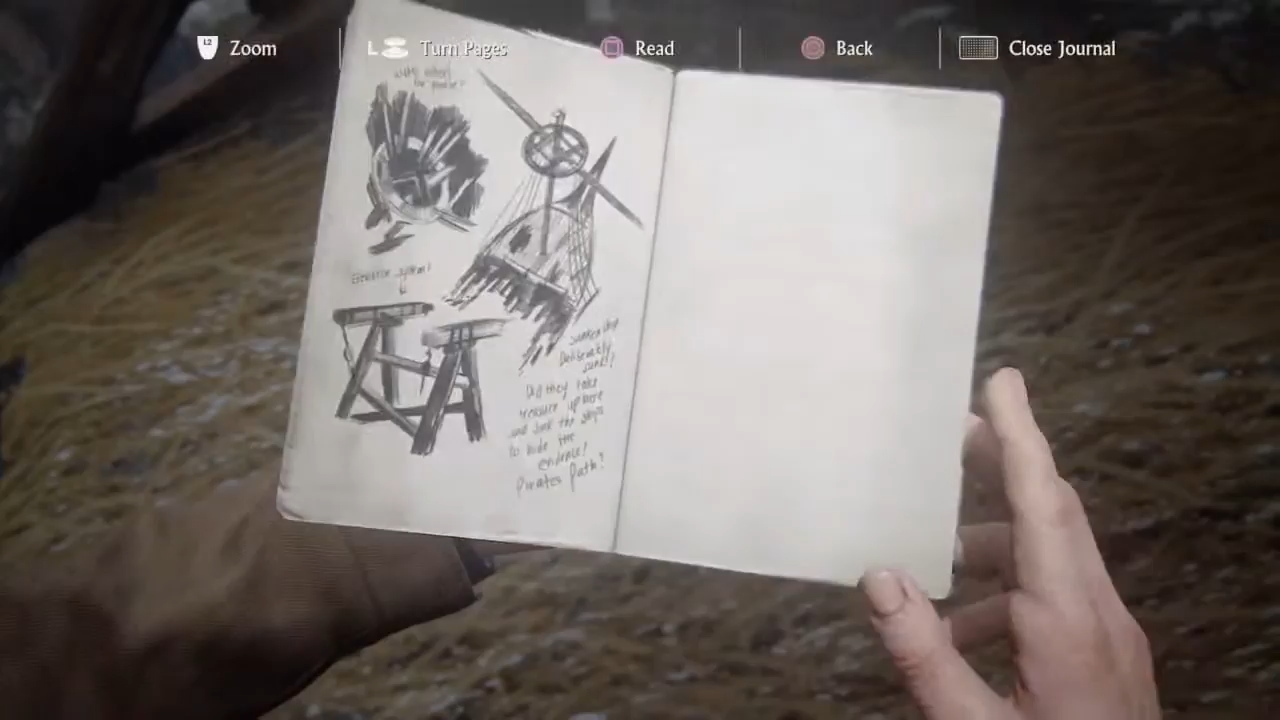 L2 Zoom
L Turn Pages
Read
Back
Close Journal
Elevator system?
sunken ship
Deliberately
sunk!?
Did they take
treasure up here
and sink the ships
to hide the
entrance?
Pirates Path?